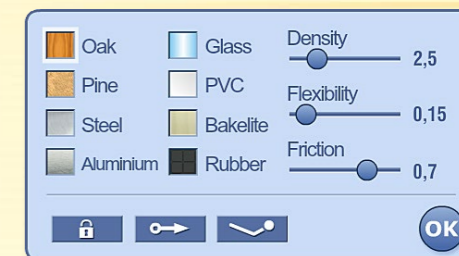 Oak
Pine
Steel
Aluminium
Glass
PVC
Bakelite
Rubber
Density
2,5
Flexibility
0,15
Friction
0,7
OK